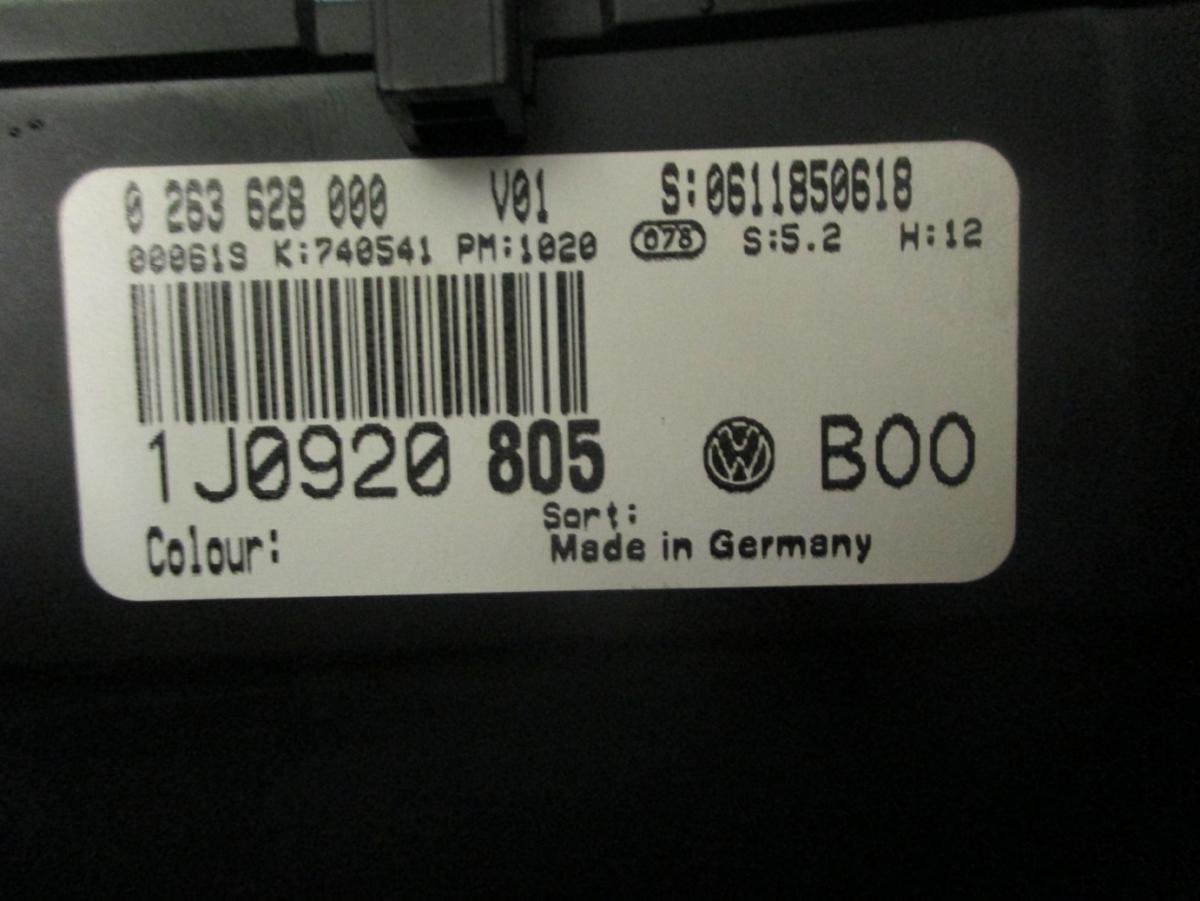 0 263 628 000 V01 S:0611850618
00061S K:740541 PM:1020 078 S:5.2 H:12
1J0920 805 B00
Sort:
Colour: Made in Germany